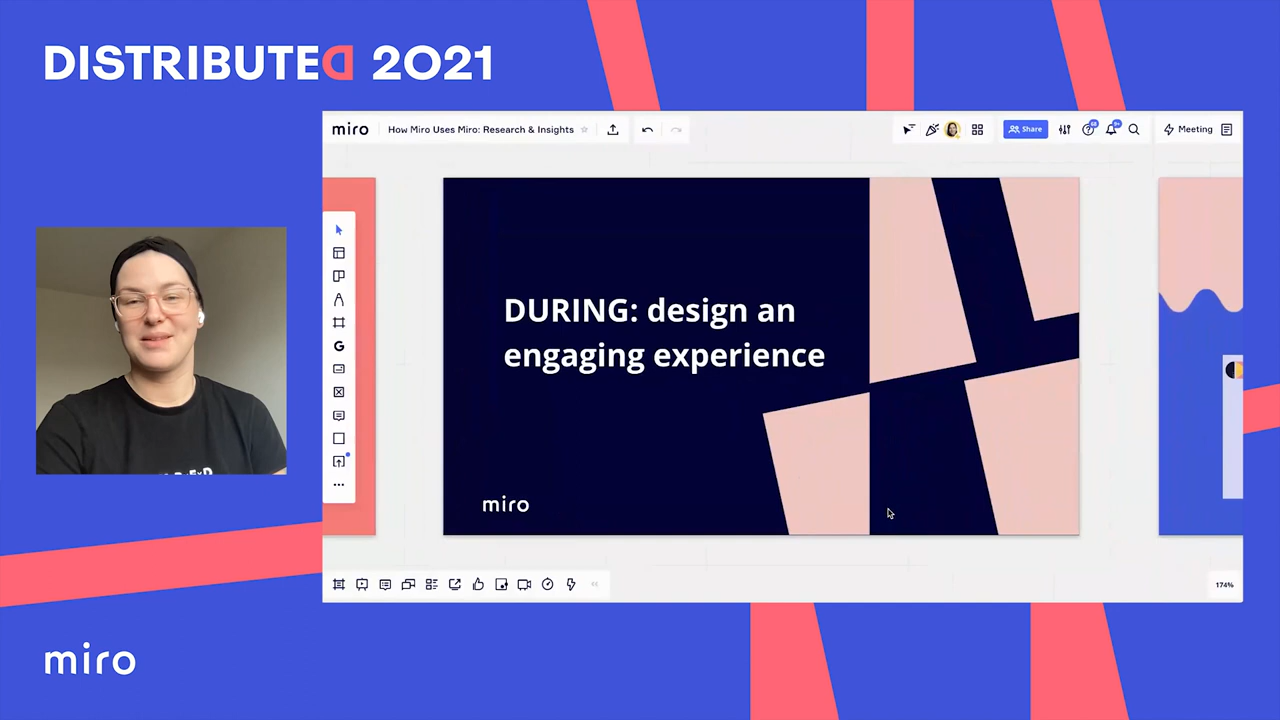 DISTRIBUTED 2021
miro
How Miro Uses Miro: Research & Insights
Share
Meeting
DURING: design an
engaging experience
miro
174%
miro